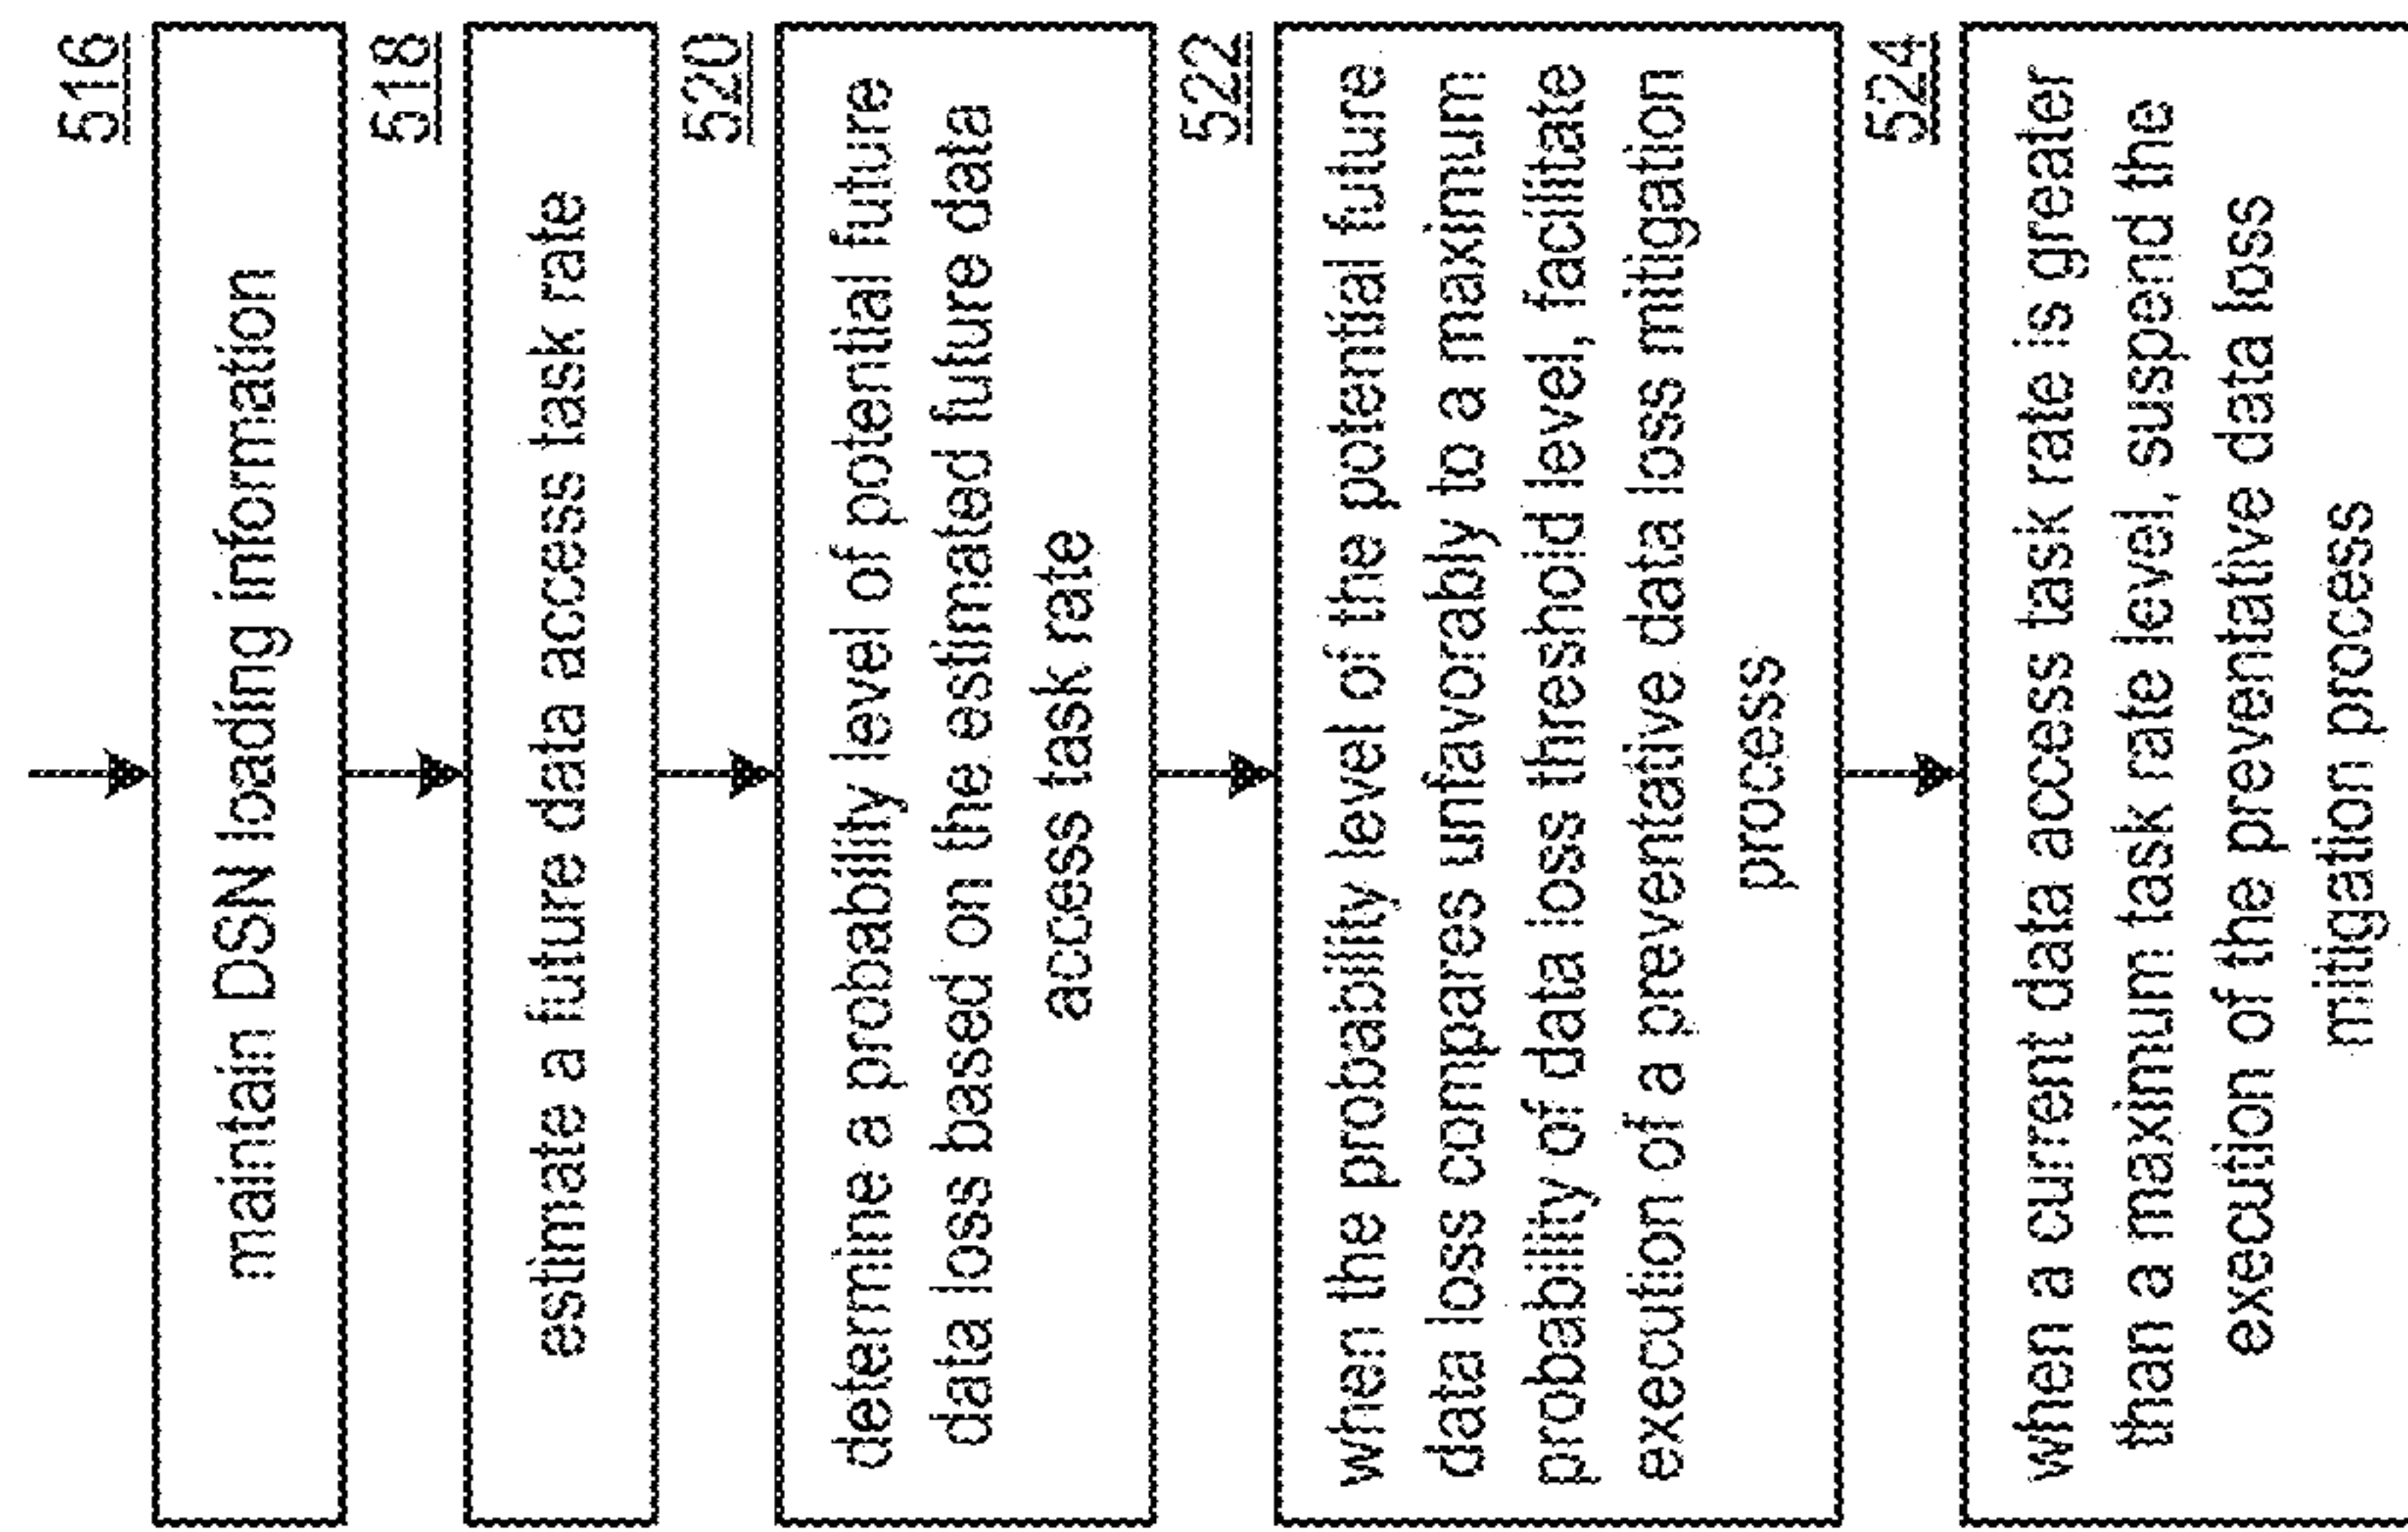 516
maintain DSN loading information
518
estimate a future data access task rate
520
determine a probability level of potential future
data loss based on the estimated future data
access task rate
522
when the probability level of the potential future
data loss compares unfavorably to a maximum
probability of data loss threshold level, facilitate
execution of a preventative data loss mitigation
process
524
when a current data access task rate is greater
than a maximum task rate level, suspend the
execution of the preventative data loss
mitigation process